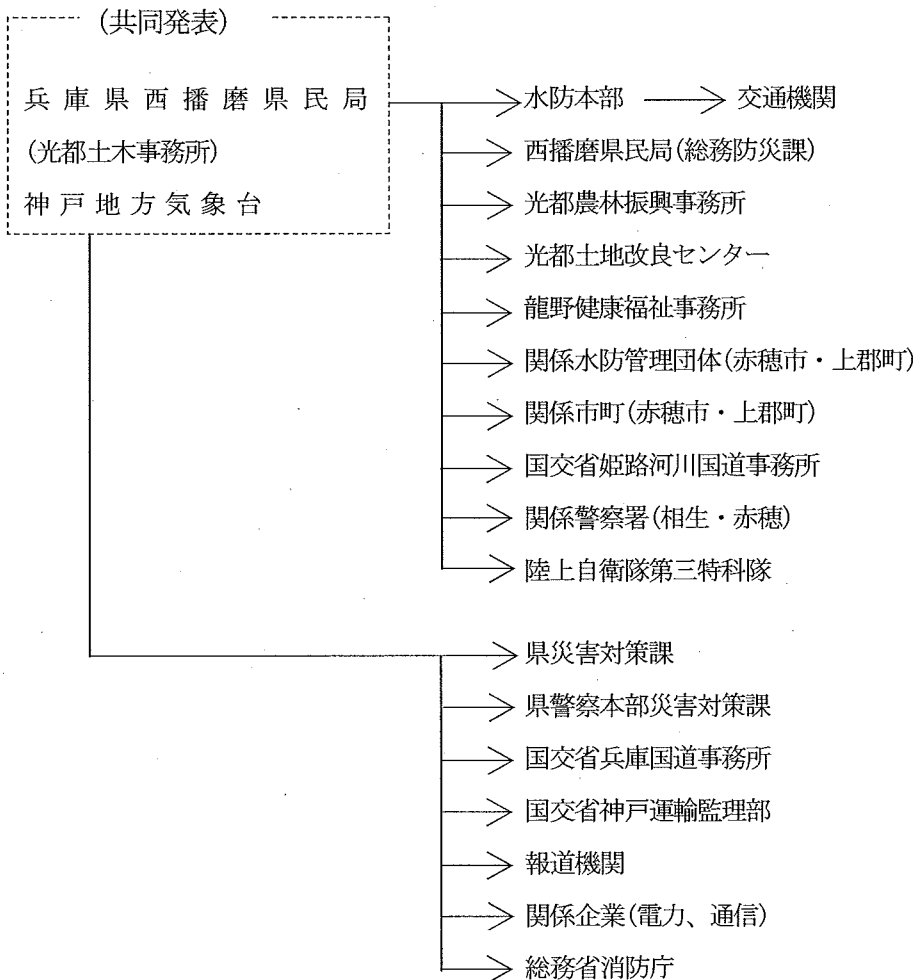 (共同発表)
兵庫県西播磨県民局
(光都土木事務所)
神戸地方気象台
水防本部 → 交通機関
西播磨県民局(総務防災課)
光都農林振興事務所
光都土地改良センター
龍野健康福祉事務所
関係水防管理団体(赤穂市・上郡町)
関係市町(赤穂市・上郡町)
国交省姫路河川国道事務所
関係警察署(相生・赤穂)
陸上自衛隊第三特科隊
県災害対策課
県警察本部災害対策課
国交省兵庫国道事務所
国交省神戸運輸監理部
報道機関
関係企業(電力、通信)
総務省消防庁